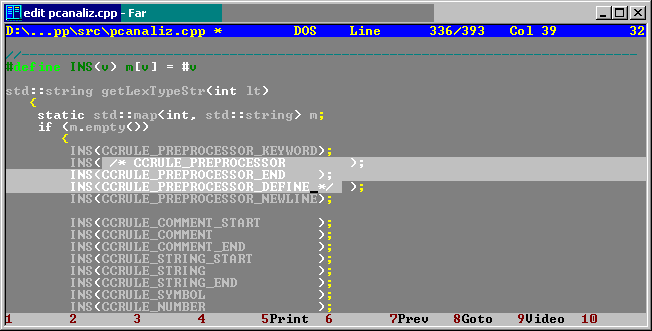 edit pcanaliz.cpp - Far
D:\...pp\src\pcanaliz.cpp * DOS Line 336/393 Col 39 32
//
#define INS(v) m[v] = #v
std::string getLexTypeStr(int lt)
{
static std::map(int, std::string) m;
if (m.empty())
{
INS(CCRULE_PREPROCESSOR_KEYWORD);
INS( /* CCRULE_PREPROCESSOR );
INS(CCRULE_PREPROCESSOR_END );
INS(CCRULE_PREPROCESSOR_DEFINE_*/ );
INS(CCRULE_PREPROCESSOR_NEWLINE);
INS(CCRULE_COMMENT_START );
INS(CCRULE_COMMENT );
INS(CCRULE_COMMENT_END );
INS(CCRULE_STRING_START );
INS(CCRULE_STRING );
INS(CCRULE_STRING_END );
INS(CCRULE_SYMBOL );
INS(CCRULE_NUMBER );
1 2 3 4 5Print 6 7Prev 8Goto 9Video 10